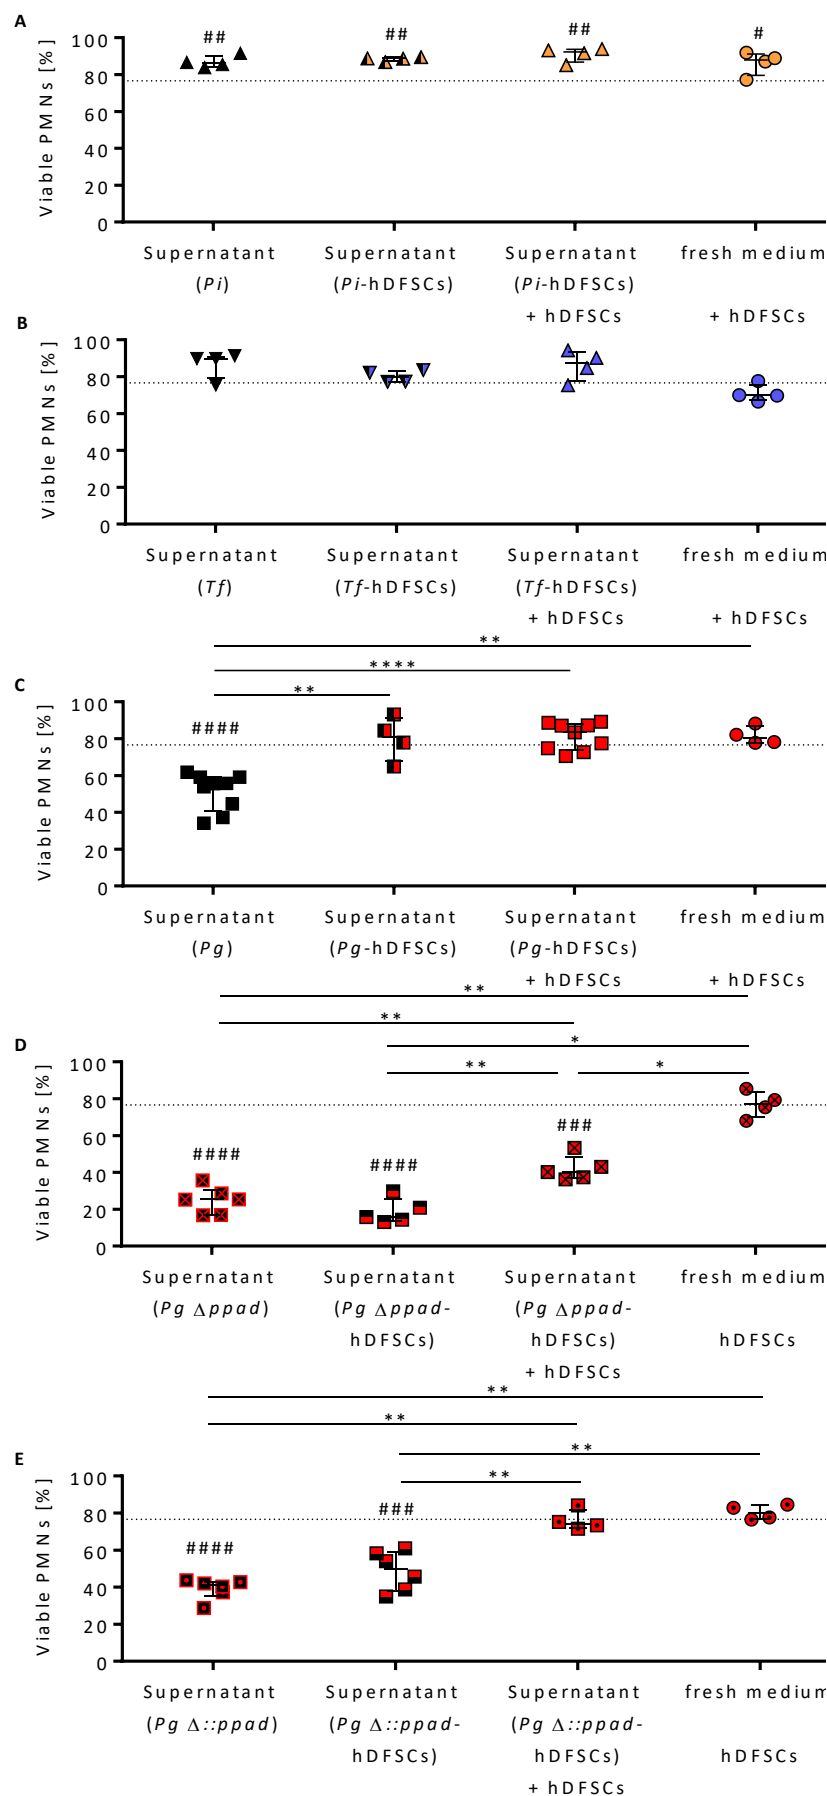 A
Viable PMNs [%]
100
80
60
40
20
0
## ## ## #
Supernatant Supernatant Supernatant fresh medium
(Pi) (Pi-hDFSCs) (Pi-hDFSCs)
+ hDFSCs + hDFSCs
B
Viable PMNs [%]
100
80
60
40
20
0
Supernatant Supernatant Supernatant fresh medium
(Tf) (Tf-hDFSCs) (Tf-hDFSCs)
+ hDFSCs + hDFSCs
**
****
**
C
Viable PMNs [%]
100
80
60
40
20
0
####
Supernatant Supernatant Supernatant fresh medium
(Pg) (Pg-hDFSCs) (Pg-hDFSCs)
+ hDFSCs + hDFSCs
**
**
*
** *
D
Viable PMNs [%]
100
80
60
40
20
0
#### #### ###
Supernatant Supernatant Supernatant fresh medium
(Pg Δppad) (Pg Δppad- (Pg Δppad-
hDFSCs) hDFSCs) hDFSCs
+ hDFSCs
**
**
**
**
E
Viable PMNs [%]
100
80
60
40
20
0
#### ###
Supernatant Supernatant Supernatant fresh medium
(Pg Δ::ppad) (Pg Δ::ppad- (Pg Δ::ppad-
hDFSCs) hDFSCs) hDFSCs
+ hDFSCs